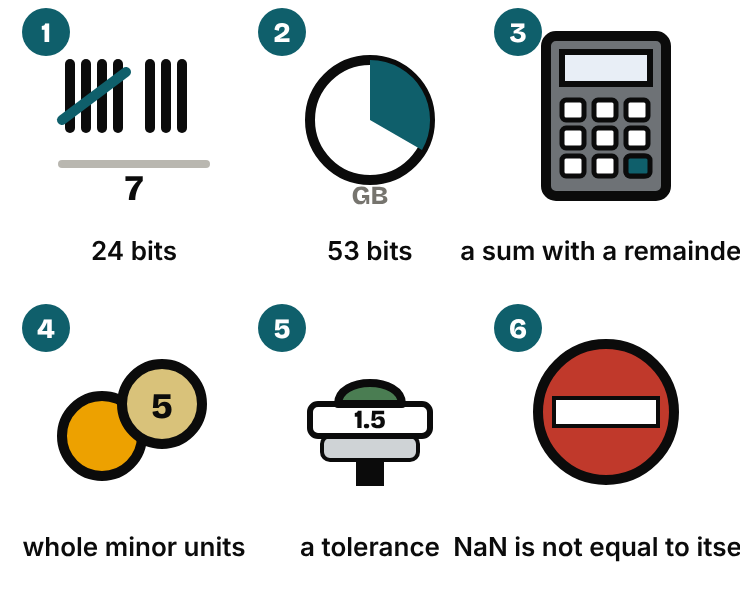 1
2
3
7
GB
24 bits
53 bits
a sum with a remainde
4
5
6
5
1.5
whole minor units
a tolerance
NaN is not equal to itse